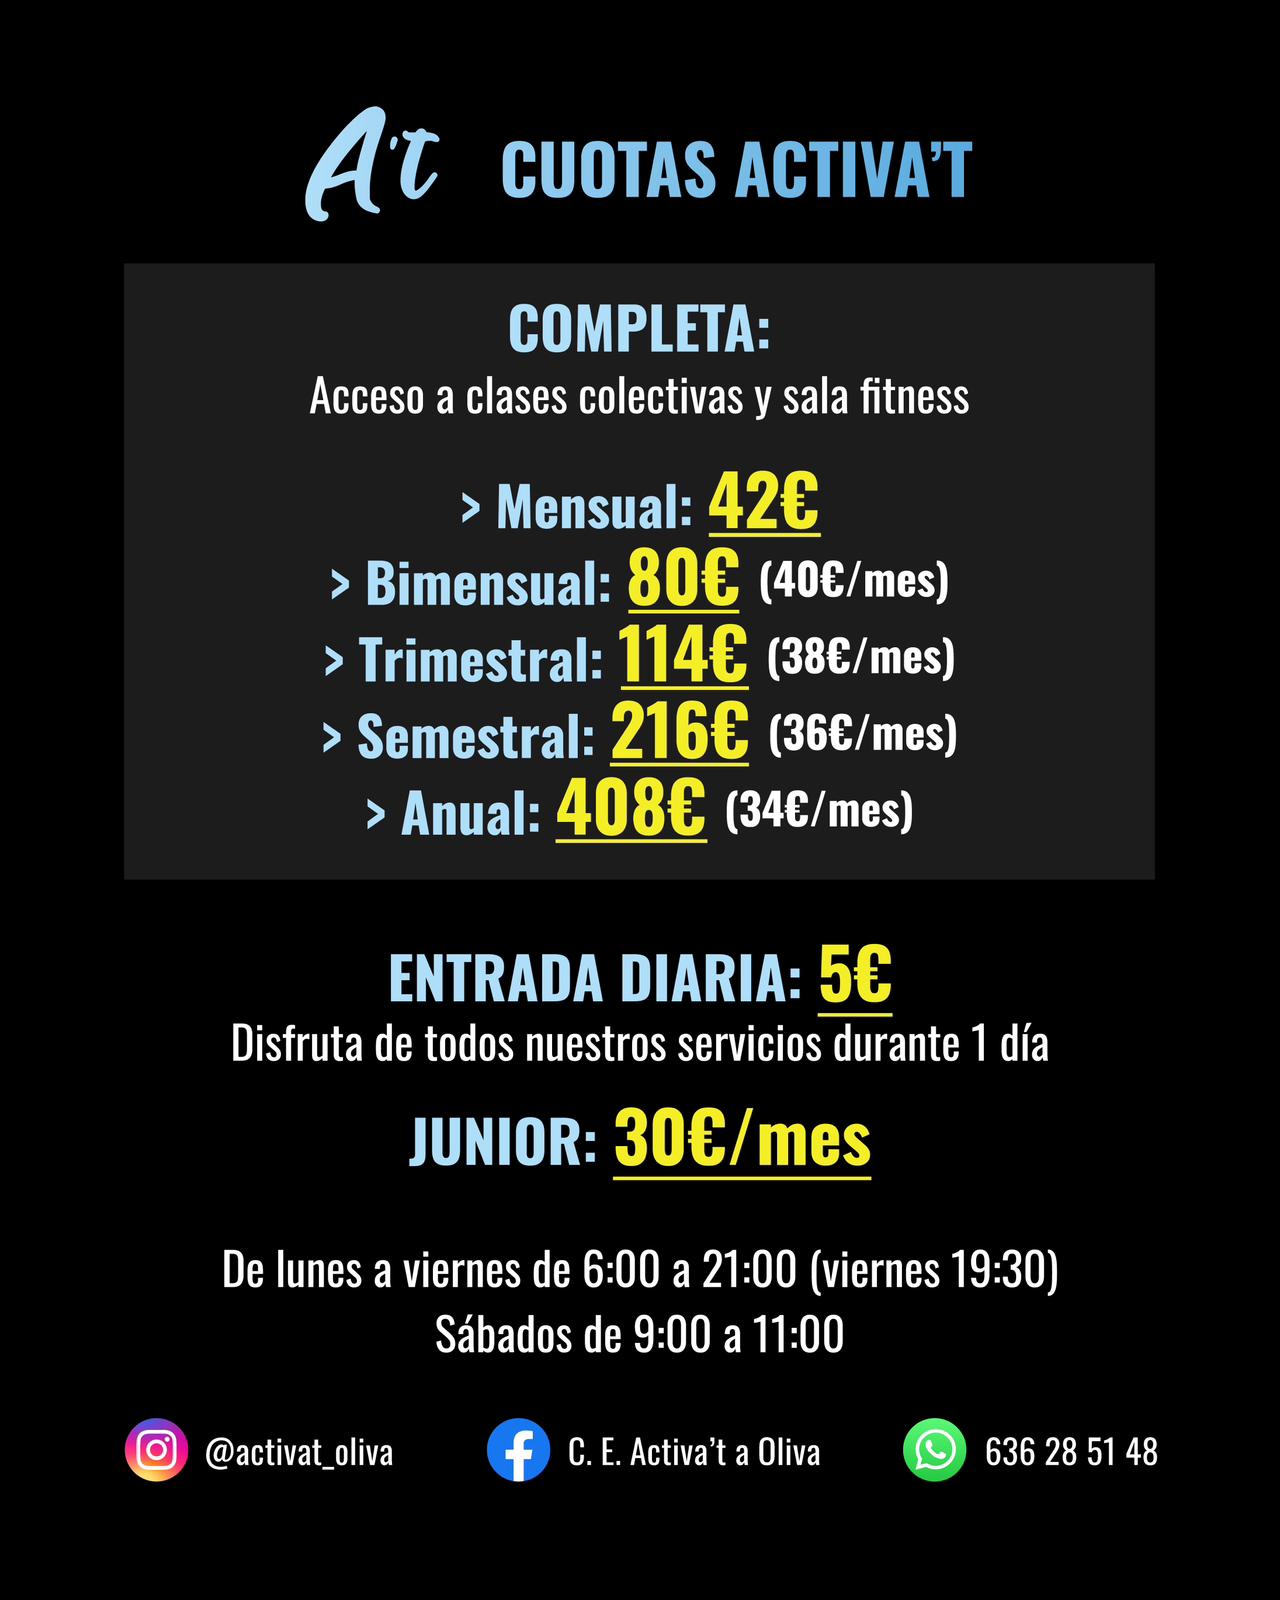 A't CUOTAS ACTIVA’T
COMPLETA:
Acceso a clases colectivas y sala fitness
> Mensual: 42€
> Bimensual: 80€ (40€/mes)
> Trimestral: 114€ (38€/mes)
> Semestral: 216€ (36€/mes)
> Anual: 408€ (34€/mes)
ENTRADA DIARIA: 5€
Disfruta de todos nuestros servicios durante 1 día
JUNIOR: 30€/mes
De lunes a viernes de 6:00 a 21:00 (viernes 19:30)
Sábados de 9:00 a 11:00
@activat_oliva C. E. Activa’t a Oliva 636 28 51 48